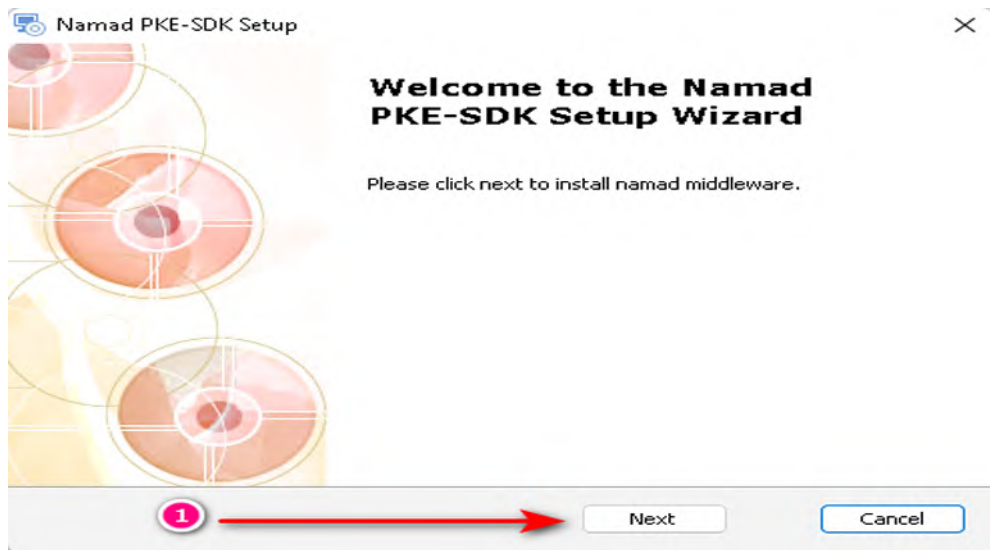 Namad PKE-SDK Setup
Welcome to the Namad
PKE-SDK Setup Wizard
Please click next to install namad middleware.
1
Next
Cancel